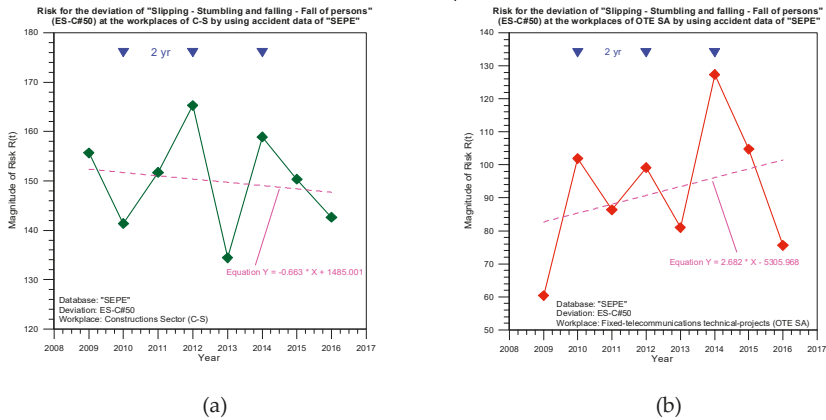 Risk for the deviation of "Slipping - Stumbling and falling - Fall of persons"
(ES-C#50) at the workplaces of C-S by using accident data of "SEPE"
180
170
160
150
140
130
120
Magnitude of Risk R(t)
2 yr
Equation Y = -0.663 * X + 1485.001
Database: "SEPE"
Deviation: ES-C#50
Workplace: Constructions Sector (C-S)
2008 2009 2010 2011 2012 2013 2014 2015 2016 2017
Year
(a)
Risk for the deviation of "Slipping - Stumbling and falling - Fall of persons"
(ES-C#50) at the workplaces of OTE SA by using accident data of "SEPE"
140
130
120
110
100
90
80
70
60
50
Magnitude of Risk R(t)
2 yr
Equation Y = 2.682 * X - 5305.968
Database: "SEPE"
Deviation: ES-C#50
Workplace: Fixed-telecommunications technical-projects (OTE SA)
2008 2009 2010 2011 2012 2013 2014 2015 2016 2017
Year
(b)